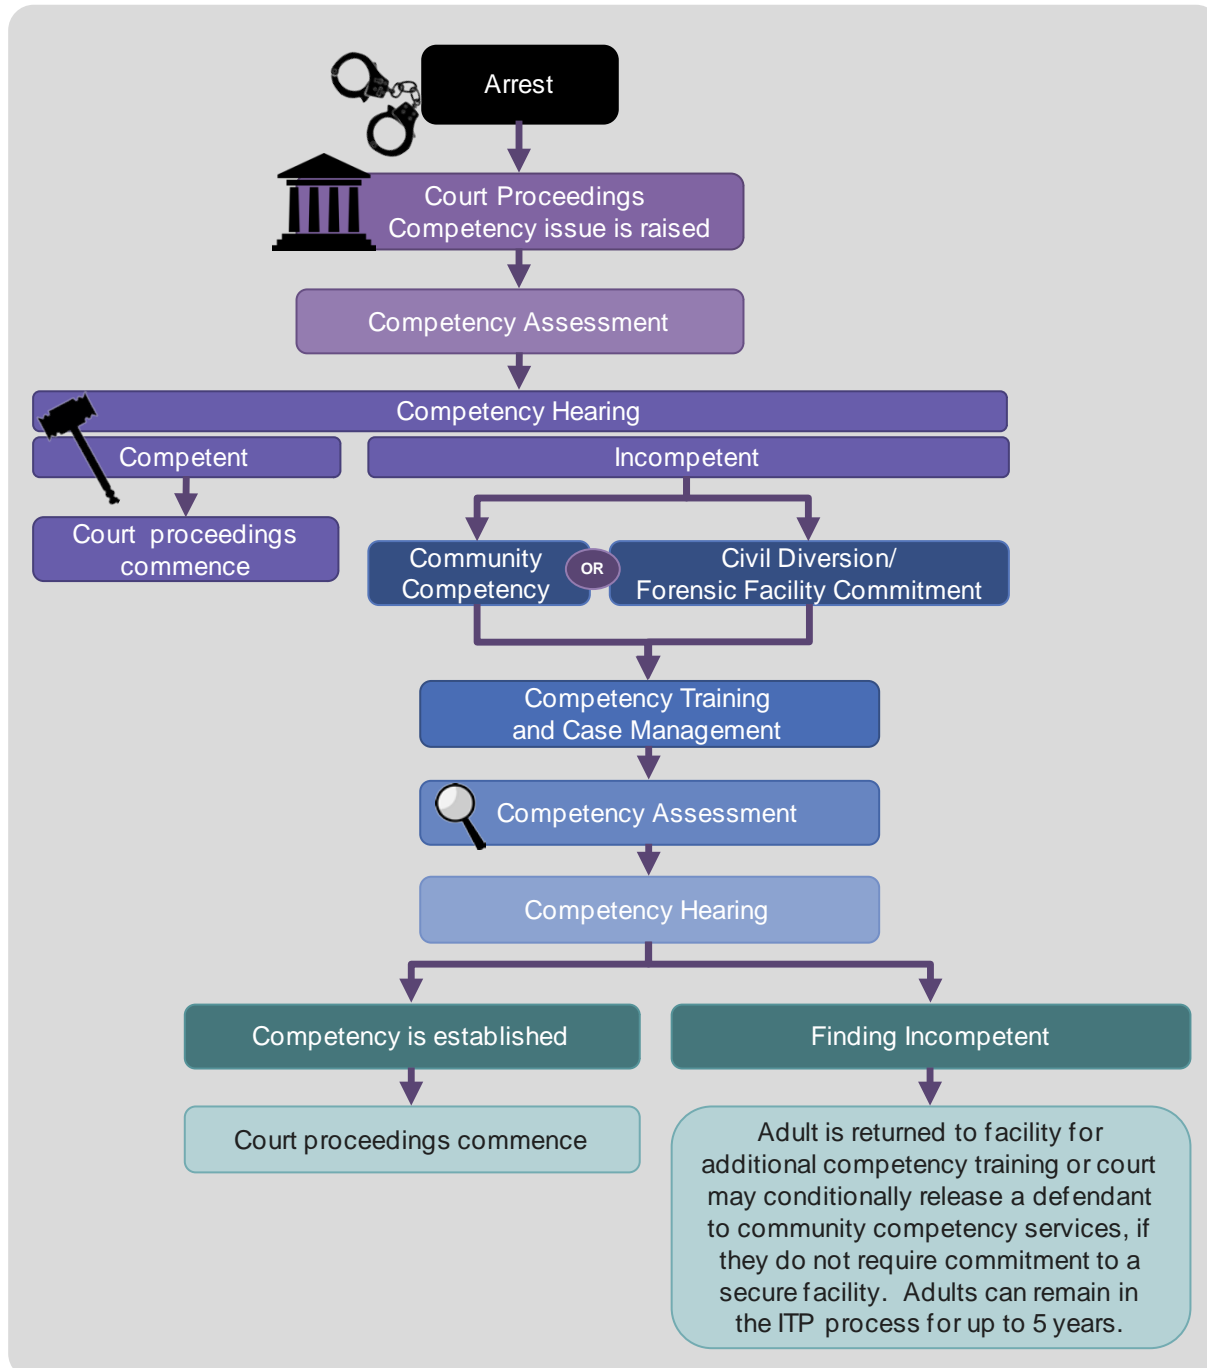 Arrest
Court Proceedings
Competency issue is raised
Competency Assessment
Competency Hearing
Competent
Incompetent
Court proceedings
commence
Community
Competency
OR
Civil Diversion/
Forensic Facility Commitment
Competency Training
and Case Management
Competency Assessment
Competency Hearing
Competency is established
Finding Incompetent
Court proceedings commence
Adult is returned to facility for
additional competency training or court
may conditionally release a defendant
to community competency services, if
they do not require commitment to a
secure facility. Adults can remain in
the ITP process for up to 5 years.